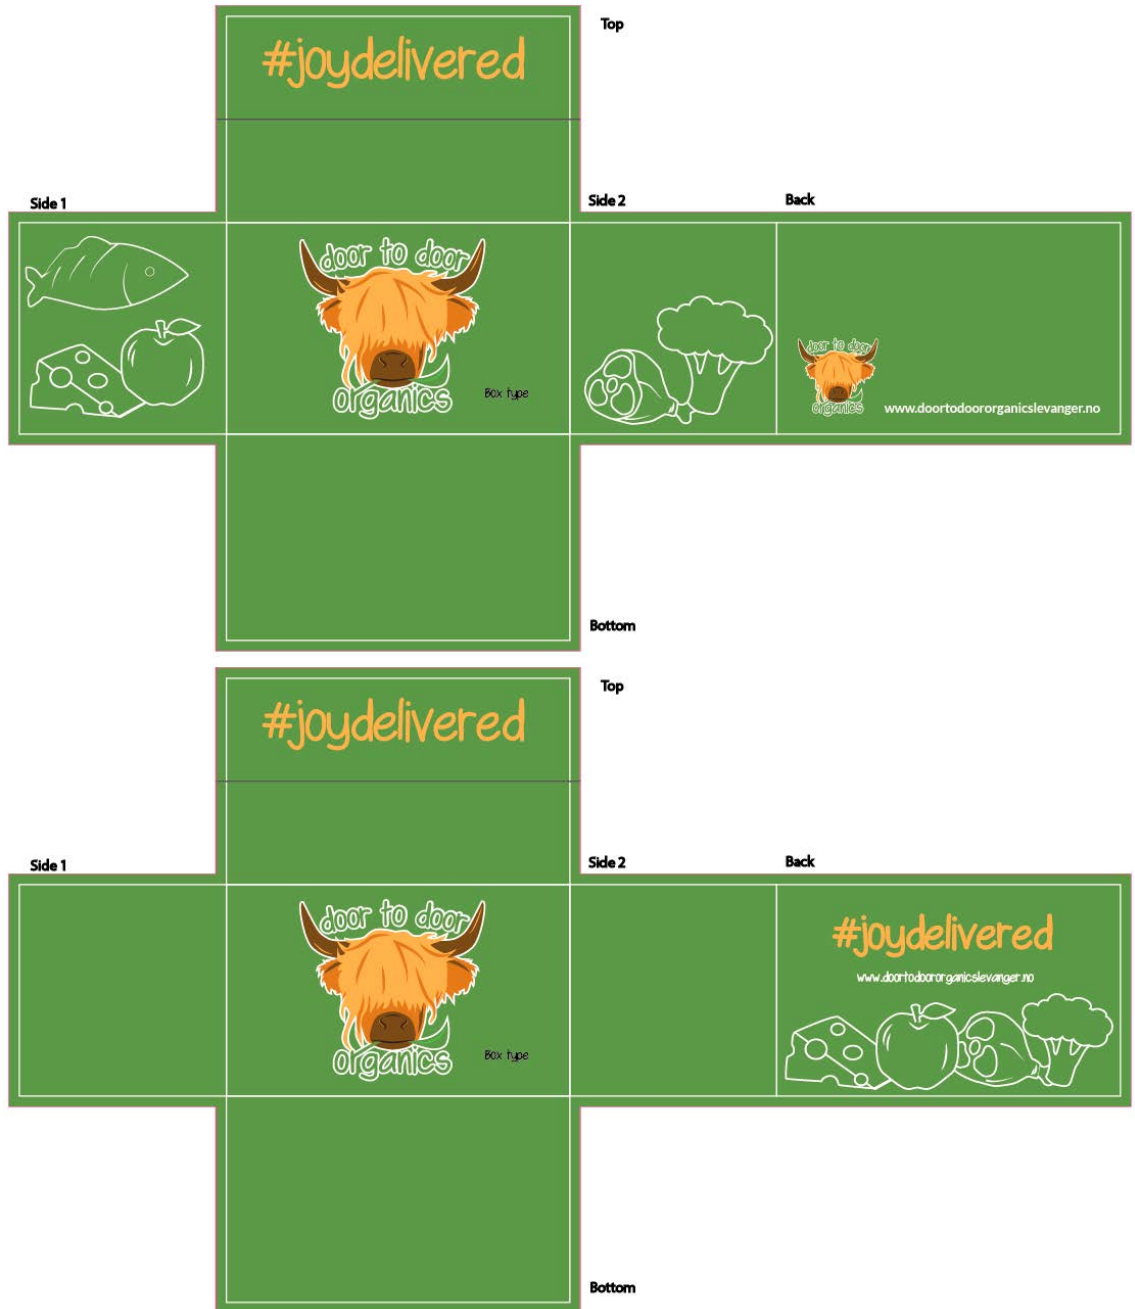 Top
#joydelivered
Side 1
Side 2
Back
door to door
organics
Box type
door to door
organics
www.doortodoororganicslevanger.no
Bottom
Top
#joydelivered
Side 1
Side 2
Back
door to door
organics
Box type
#joydelivered
www.doortodoororganicslevanger.no
Bottom